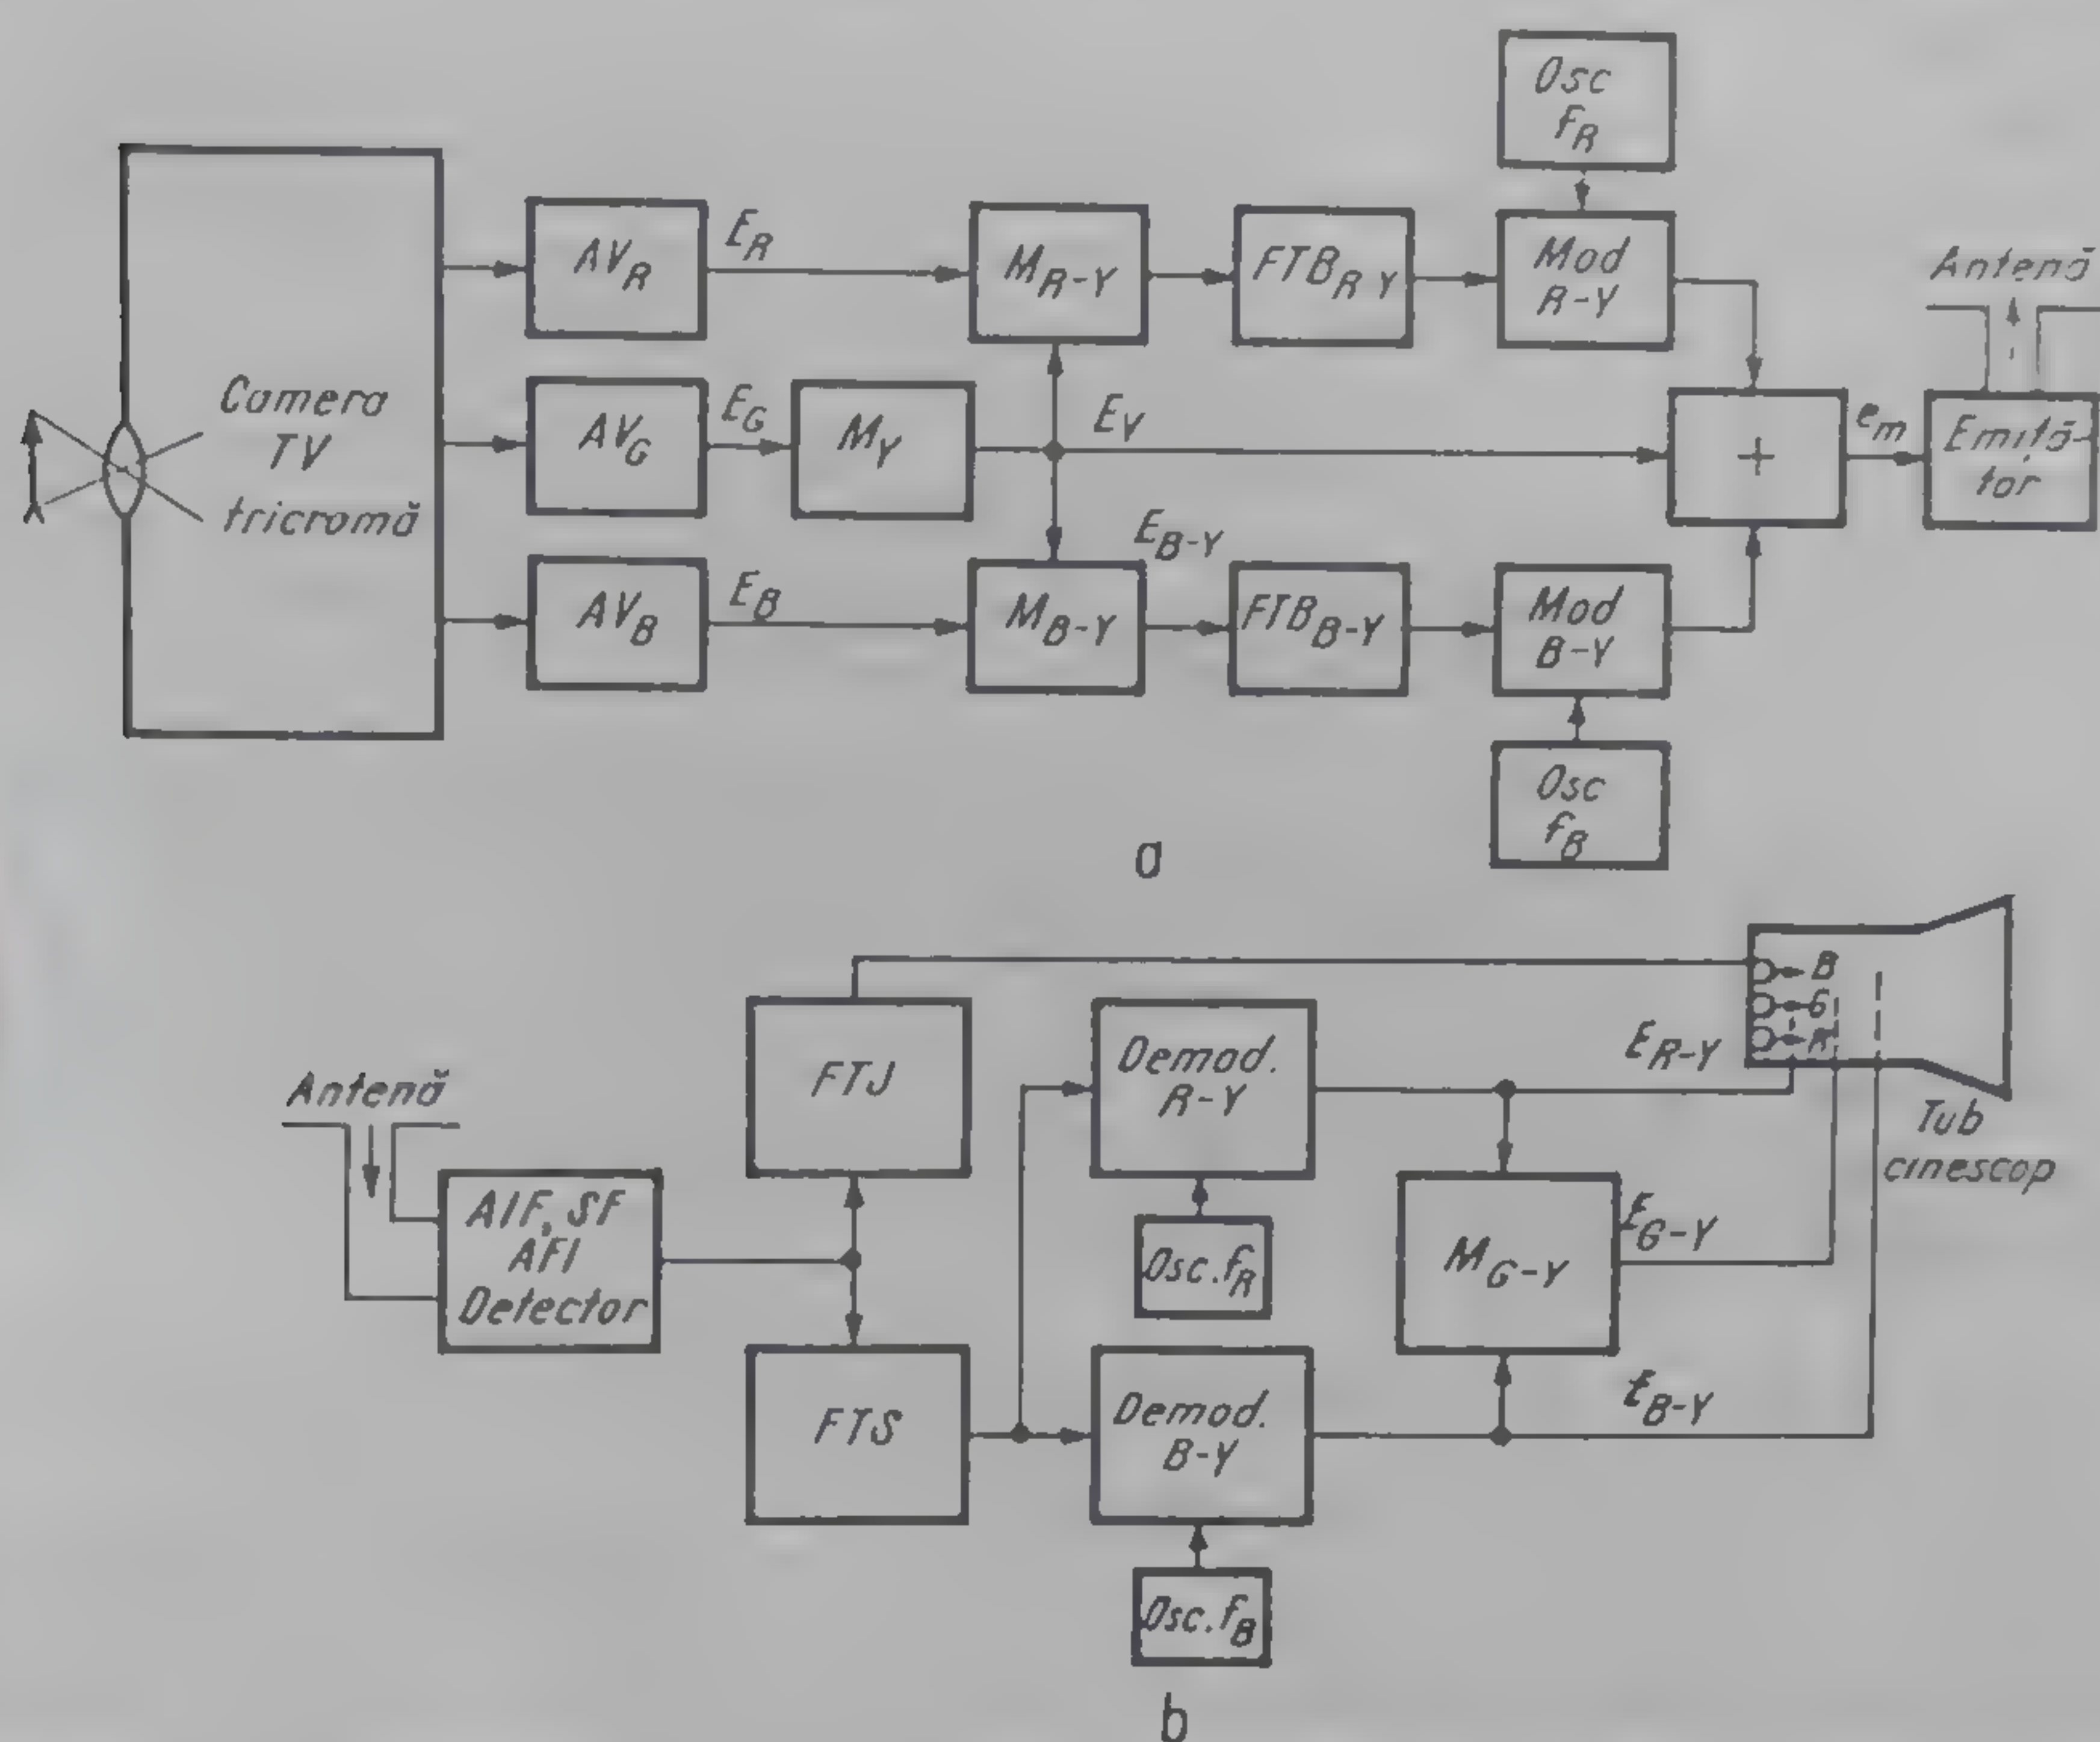 Osc
f_R
Antenă
AV_R
E_R
M_R-Y
FTB_R Y
Mod
R-Y
Camera
TV
tricromă
AV_G
E_G
M_Y
E_Y
+
e_m
Emiţă-
tor
AV_B
E_B
M_B-Y
E_B-Y
FTB_B-Y
Mod
B-Y
Osc
f_B
a
B
G
R
Tub
cinescop
FTJ
Demod.
R-Y
E_R-Y
Antenă
AIF, SF
AFI
Detector
Osc. f_R
M_G-Y
E_G-Y
FTS
Demod.
B-Y
E_B-Y
Osc. f_B
b